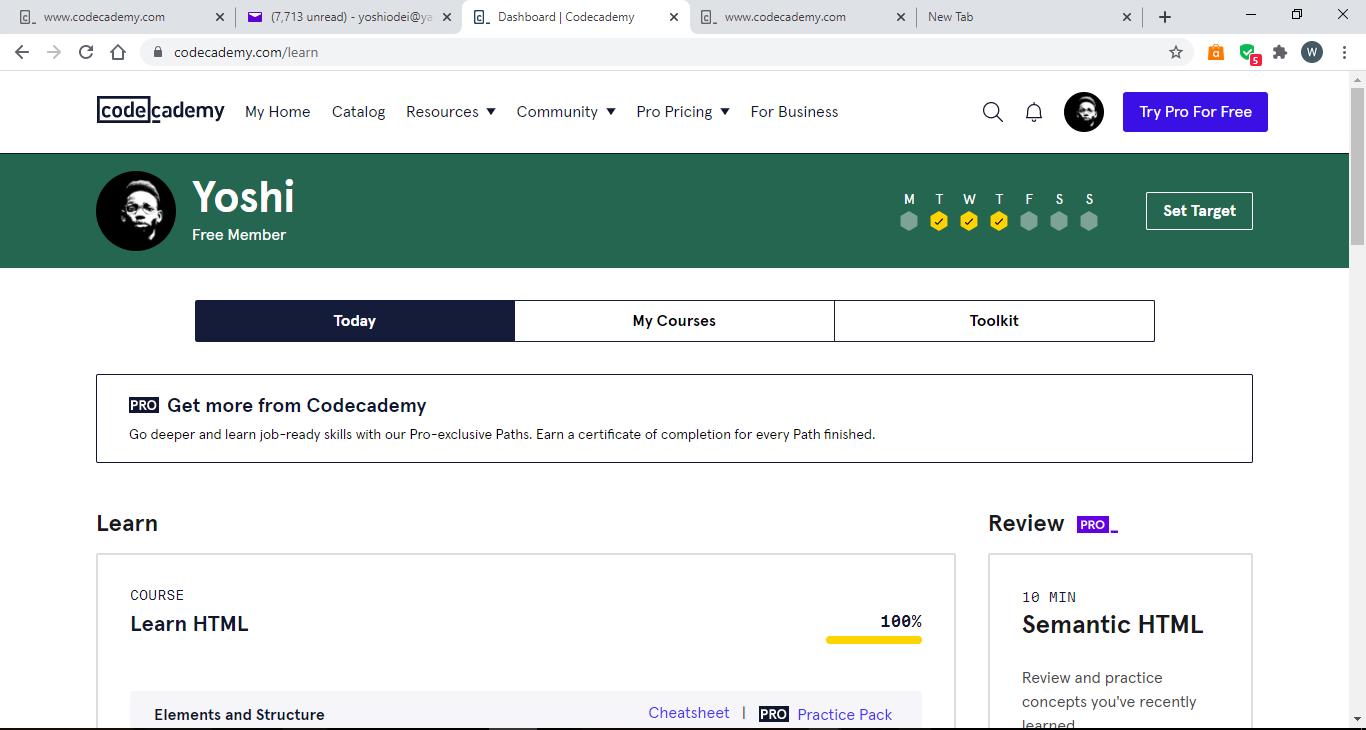 www.codecademy.com
(7,713 unread) - yoshiodei@ya
Dashboard | Codecademy
www.codecademy.com
New Tab
codecademy.com/learn
5
W
codecademy
My Home
Catalog
Resources
Community
Pro Pricing
For Business
Try Pro For Free
Yoshi
Free Member
M T W T F S S
Set Target
Today
My Courses
Toolkit
PRO Get more from Codecademy
Go deeper and learn job-ready skills with our Pro-exclusive Paths. Earn a certificate of completion for every Path finished.
Learn
COURSE
Learn HTML
100%
Elements and Structure
Cheatsheet | PRO Practice Pack
Review PRO
10 MIN
Semantic HTML
Review and practice
concepts you've recently
learned